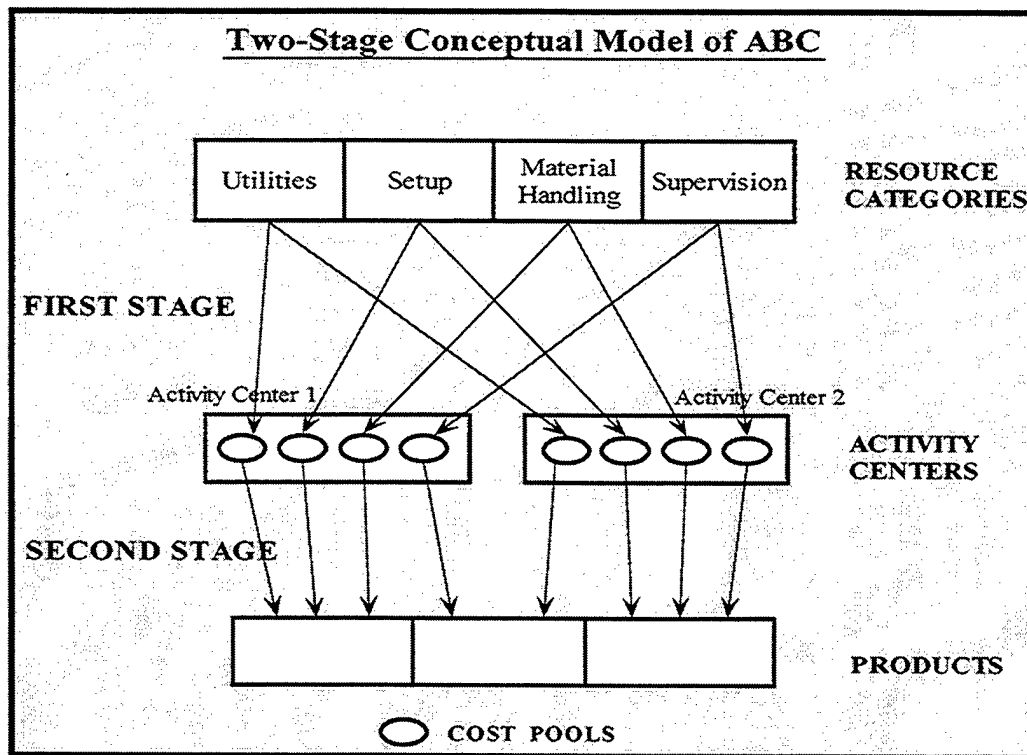 Two-Stage Conceptual Model of ABC
Utilities
Setup
Material
Handling
Supervision
RESOURCE
CATEGORIES
FIRST STAGE
Activity Center 1
Activity Center 2
ACTIVITY
CENTERS
SECOND STAGE
PRODUCTS
COST POOLS